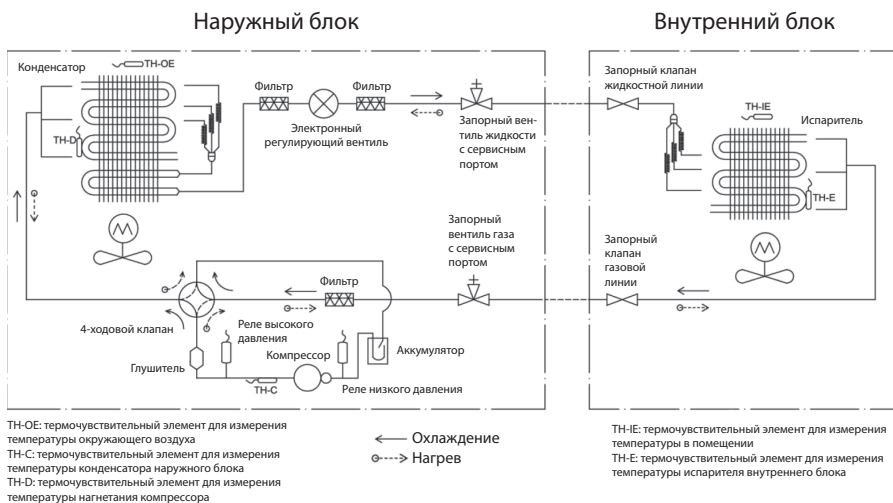 Наружный блок
Внутренний блок
Конденсатор
TH-OE
Фильтр
Фильтр
Электронный
регулирующий вентиль
Запорный вен-
тиль жидкости
с сервисным
портом
TH-D
Запорный клапан
жидкостной линии
TH-IE
Испаритель
TH-E
Запорный
вентиль газа
с сервисным
портом
Запорный
клапан
газовой
линии
Фильтр
4-ходовой клапан
Реле высокого
давления
Глушитель
Компрессор
Аккумулятор
TH-C
Реле низкого давления
TH-OE: термочувствительный элемент для измерения
температуры окружающего воздуха
TH-C: термочувствительный элемент для измерения
температуры конденсатора наружного блока
TH-D: термочувствительный элемент для измерения
температуры нагнетания компрессора
Охлаждение
Нагрев
TH-IE: термочувствительный элемент для измерения
температуры в помещении
TH-E: термочувствительный элемент для измерения
температуры испарителя внутреннего блока